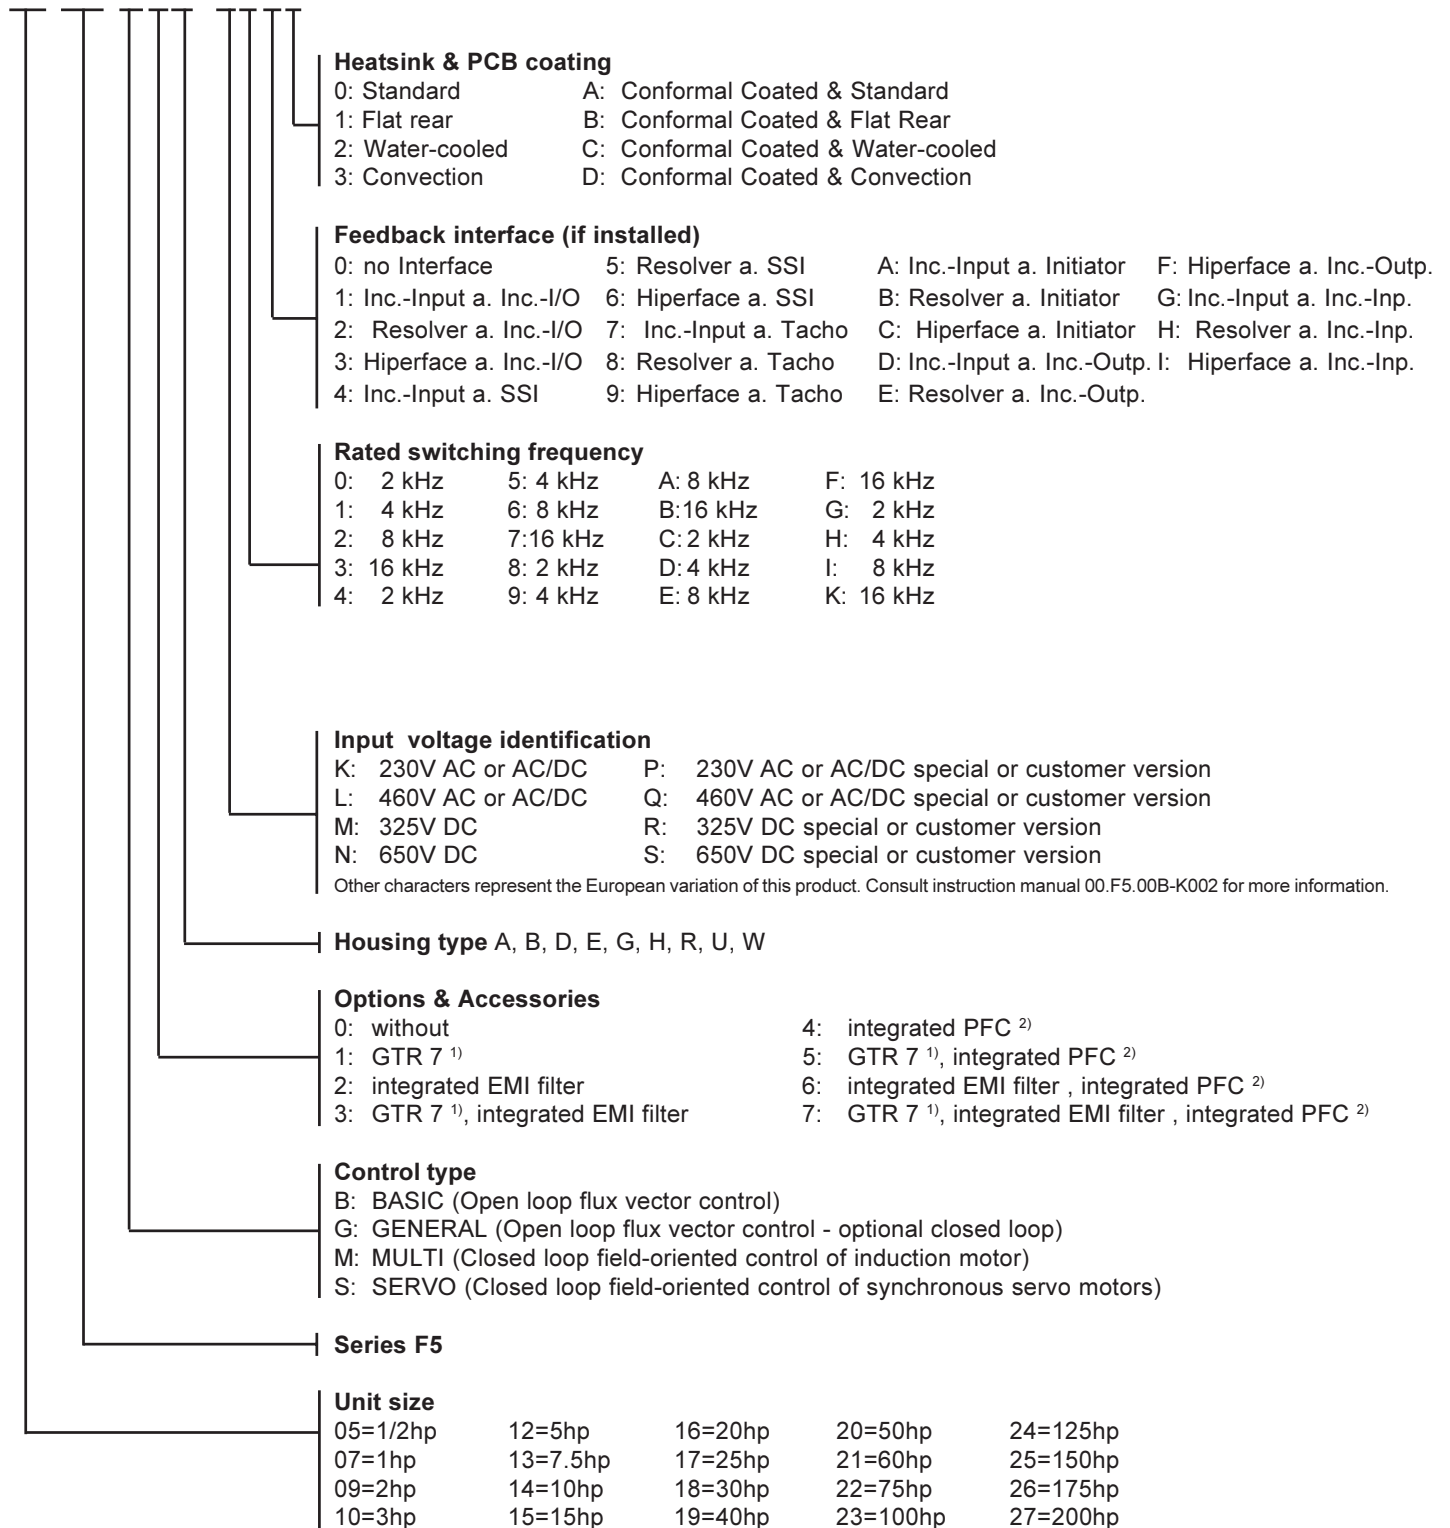 Heatsink & PCB coating
0: Standard A: Conformal Coated & Standard
1: Flat rear B: Conformal Coated & Flat Rear
2: Water-cooled C: Conformal Coated & Water-cooled
3: Convection D: Conformal Coated & Convection
Feedback interface (if installed)
0: no Interface 5: Resolver a. SSI A: Inc.-Input a. Initiator F: Hiperface a. Inc.-Outp.
1: Inc.-Input a. Inc.-I/O 6: Hiperface a. SSI B: Resolver a. Initiator G: Inc.-Input a. Inc.-Inp.
2: Resolver a. Inc.-I/O 7: Inc.-Input a. Tacho C: Hiperface a. Initiator H: Resolver a. Inc.-Inp.
3: Hiperface a. Inc.-I/O 8: Resolver a. Tacho D: Inc.-Input a. Inc.-Outp. I: Hiperface a. Inc.-Inp.
4: Inc.-Input a. SSI 9: Hiperface a. Tacho E: Resolver a. Inc.-Outp.
Rated switching frequency
0: 2 kHz 5: 4 kHz A: 8 kHz F: 16 kHz
1: 4 kHz 6: 8 kHz B:16 kHz G: 2 kHz
2: 8 kHz 7:16 kHz C: 2 kHz H: 4 kHz
3: 16 kHz 8: 2 kHz D: 4 kHz I: 8 kHz
4: 2 kHz 9: 4 kHz E: 8 kHz K: 16 kHz
Input voltage identification
K: 230V AC or AC/DC P: 230V AC or AC/DC special or customer version
L: 460V AC or AC/DC Q: 460V AC or AC/DC special or customer version
M: 325V DC R: 325V DC special or customer version
N: 650V DC S: 650V DC special or customer version
Other characters represent the European variation of this product. Consult instruction manual 00.F5.00B-K002 for more information.
Housing type A, B, D, E, G, H, R, U, W
Options & Accessories
0: without 4: integrated PFC 2)
1: GTR 7 1) 5: GTR 7 1), integrated PFC 2)
2: integrated EMI filter 6: integrated EMI filter , integrated PFC 2)
3: GTR 7 1), integrated EMI filter 7: GTR 7 1), integrated EMI filter , integrated PFC 2)
Control type
B: BASIC (Open loop flux vector control)
G: GENERAL (Open loop flux vector control - optional closed loop)
M: MULTI (Closed loop field-oriented control of induction motor)
S: SERVO (Closed loop field-oriented control of synchronous servo motors)
Series F5
Unit size
05=1/2hp 12=5hp 16=20hp 20=50hp 24=125hp
07=1hp 13=7.5hp 17=25hp 21=60hp 25=150hp
09=2hp 14=10hp 18=30hp 22=75hp 26=175hp
10=3hp 15=15hp 19=40hp 23=100hp 27=200hp